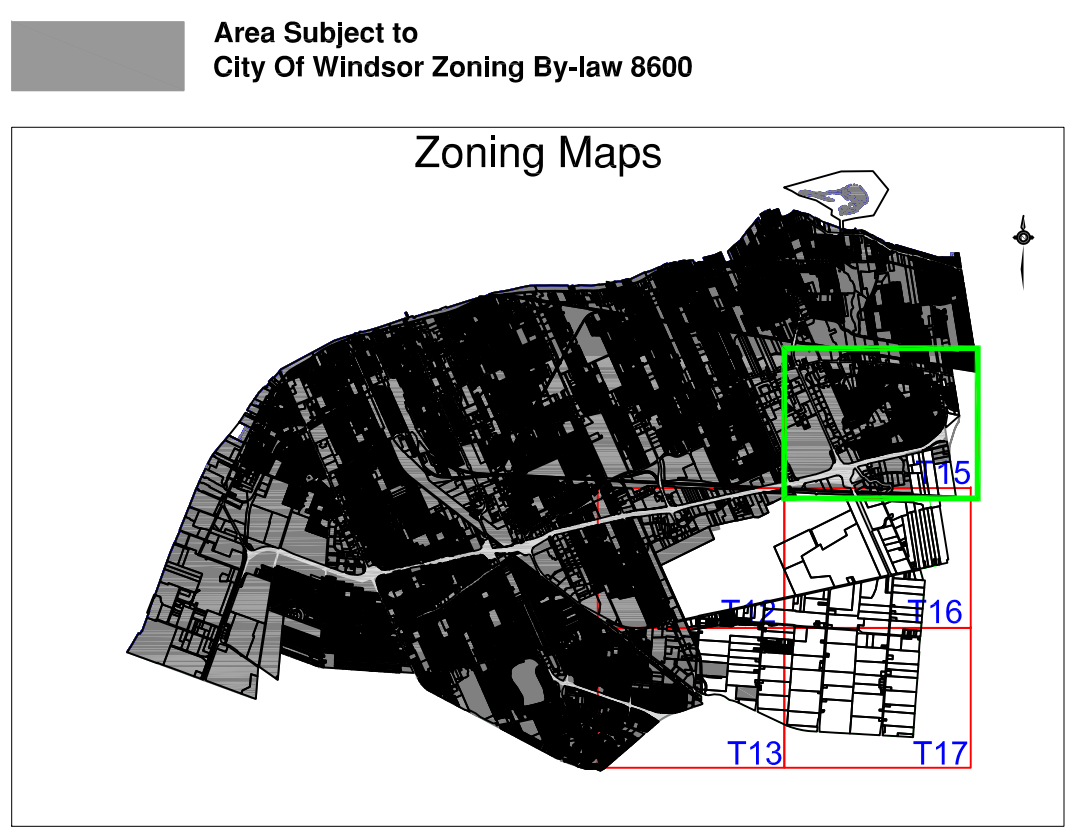 Area Subject to
City Of Windsor Zoning By-law 8600
Zoning Maps
T15
T12
T16
T13
T17